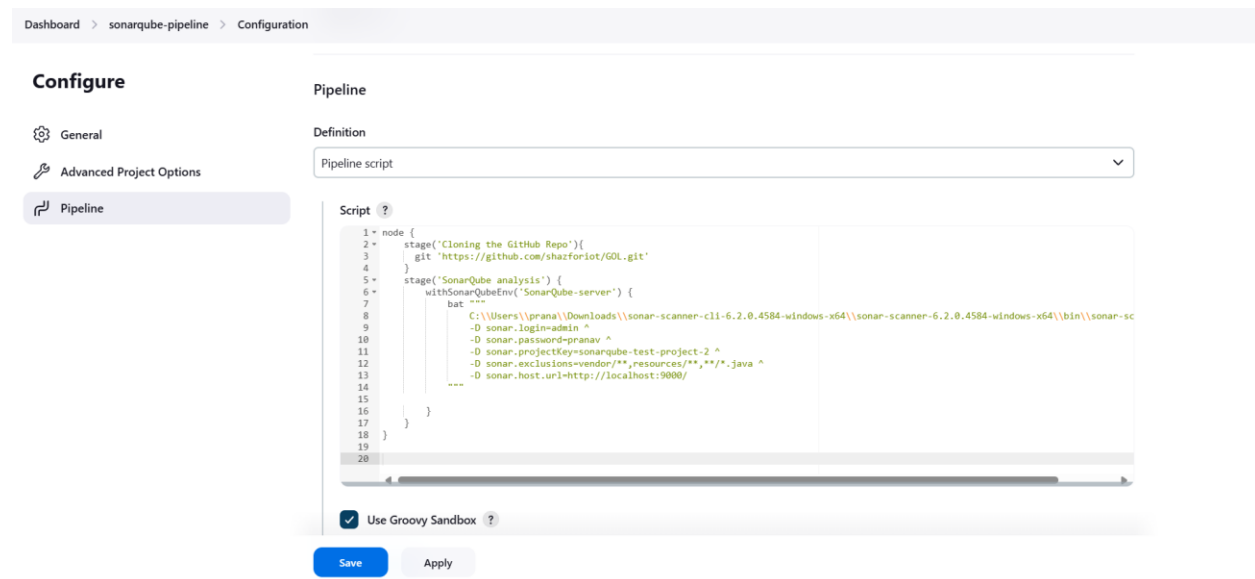 Dashboard > sonarqube-pipeline > Configuration
Configure
General
Advanced Project Options
Pipeline
Pipeline
Definition
Pipeline script
Script ?
1 node {
2 stage('Cloning the GitHub Repo'){
3 git 'https://github.com/shazforiot/GOL.git'
4 }
5 stage('SonarQube analysis') {
6 withSonarQubeEnv('SonarQube-server') {
7 bat """
8 C:\\Users\\prana\\Downloads\\sonar-scanner-cli-6.2.0.4584-windows-x64\\sonar-scanner-6.2.0.4584-windows-x64\\bin\\sonar-sc
9 -D sonar.login=admin ^
10 -D sonar.password=pranav ^
11 -D sonar.projectKey=sonarqube-test-project-2 ^
12 -D sonar.exclusions=vendor/**,resources/**,**/*.java ^
13 -D sonar.host.url=http://localhost:9000/
14 """
15
16 }
17 }
18 }
19
20
Use Groovy Sandbox ?
Save Apply